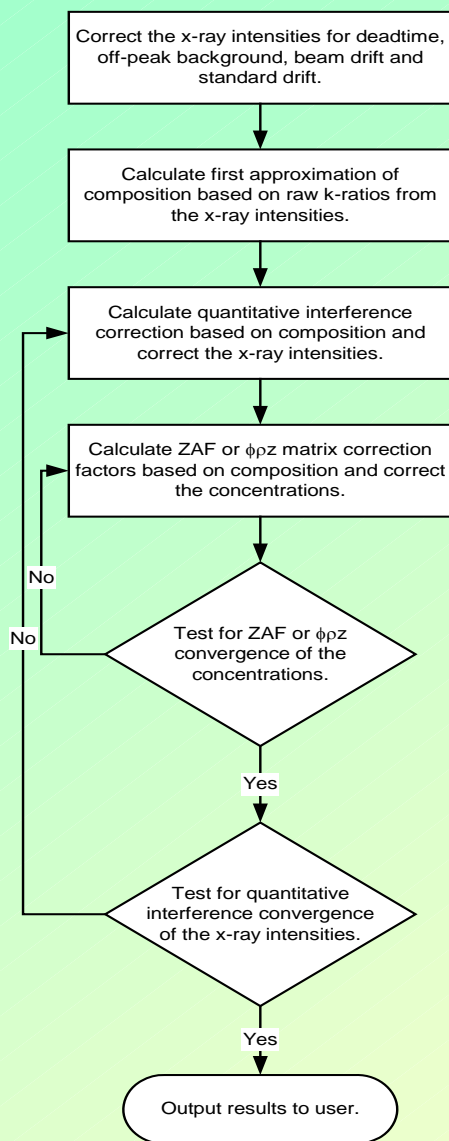 Correct the x-ray intensities for deadtime,
off-peak background, beam drift and
standard drift.
Calculate first approximation of
composition based on raw k-ratios from
the x-ray intensities.
Calculate quantitative interference
correction based on composition and
correct the x-ray intensities.
Calculate ZAF or ϕρz matrix correction
factors based on composition and correct
the concentrations.
No
No
Test for ZAF or ϕρz
convergence of the
concentrations.
Yes
Test for quantitative
interference convergence
of the x-ray intensities.
Yes
Output results to user.